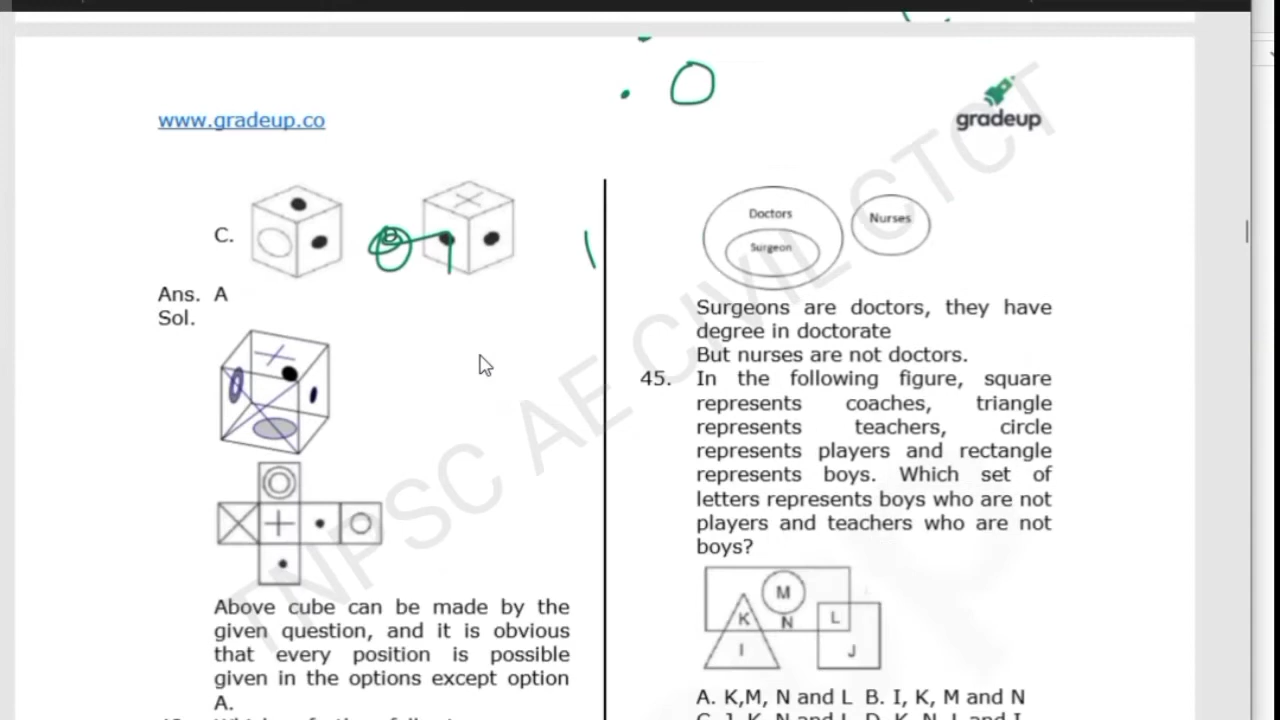 www.gradeup.co
gradeup
C.
Ans. A
Sol.
Above cube can be made by the
given question, and it is obvious
that every position is possible
given in the options except option
A.
Doctors
Nurses
Surgeon
Surgeons are doctors, they have
degree in doctorate
But nurses are not doctors.
45. In the following figure, square
represents coaches, triangle
represents teachers, circle
represents players and rectangle
represents boys. Which set of
letters represents boys who are not
players and teachers who are not
boys?
M
K
N
L
I
J
A. K,M, N and L B. I, K, M and N
TNPSC AE CIVIL CTCT